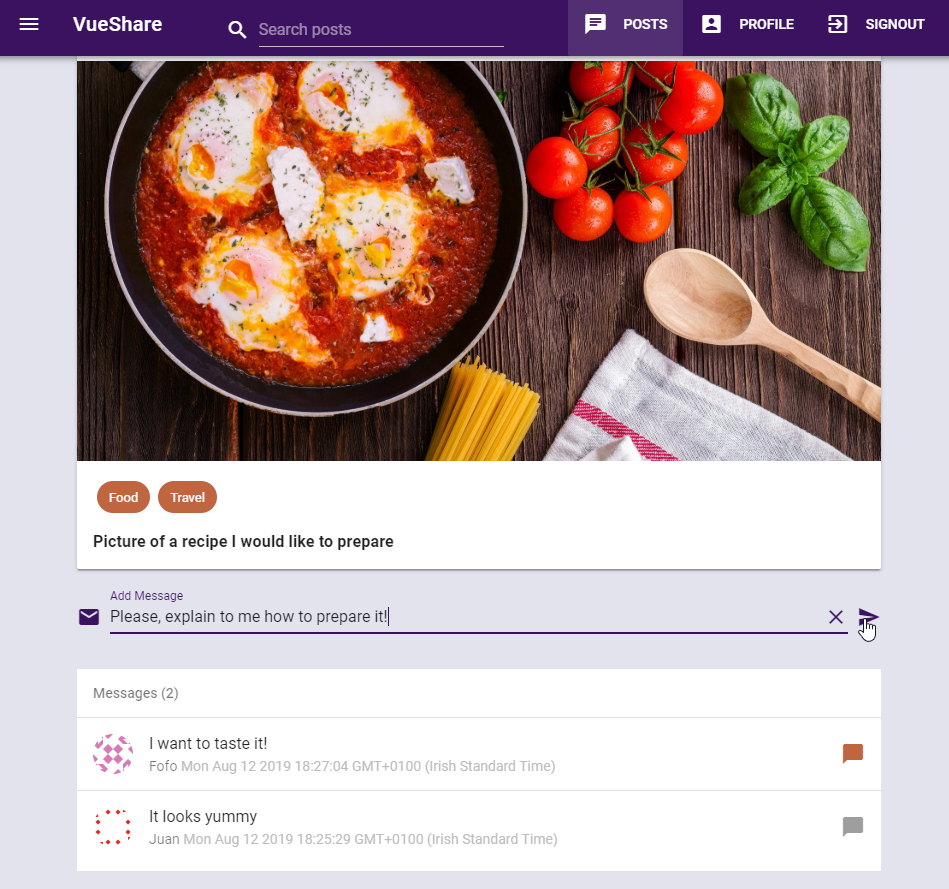 VueShare
Search posts
POSTS
PROFILE
SIGNOUT
Food
Travel
Picture of a recipe I would like to prepare
Add Message
Please, explain to me how to prepare it!
Messages (2)
I want to taste it!
Fofo Mon Aug 12 2019 18:27:04 GMT+0100 (Irish Standard Time)
It looks yummy
Juan Mon Aug 12 2019 18:25:29 GMT+0100 (Irish Standard Time)